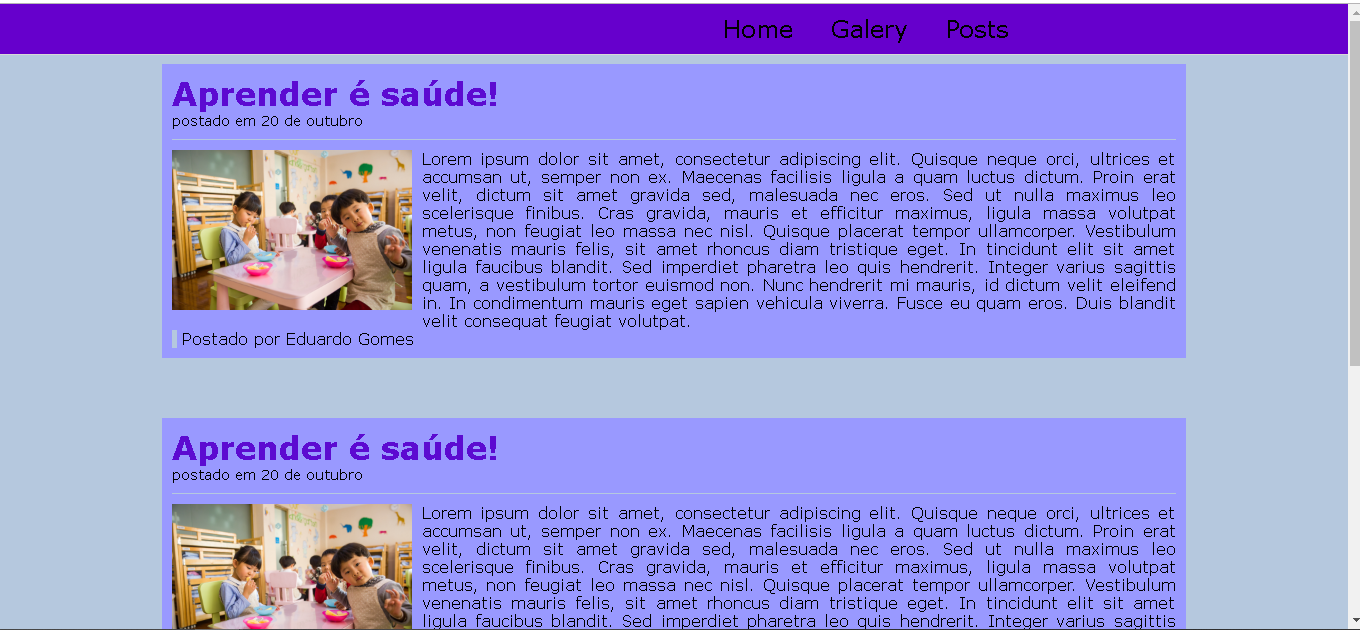 Home Galery Posts
Aprender é saúde!
postado em 20 de outubro
Lorem ipsum dolor sit amet, consectetur adipiscing elit. Quisque neque orci, ultrices et
accumsan ut, semper non ex. Maecenas facilisis ligula a quam luctus dictum. Proin erat
velit, dictum sit amet gravida sed, malesuada nec eros. Sed ut nulla maximus leo
scelerisque finibus. Cras gravida, mauris et efficitur maximus, ligula massa volutpat
metus, non feugiat leo massa nec nisl. Quisque placerat tempor ullamcorper. Vestibulum
venenatis mauris felis, sit amet rhoncus diam tristique eget. In tincidunt elit sit amet
ligula faucibus blandit. Sed imperdiet pharetra leo quis hendrerit. Integer varius sagittis
quam, a vestibulum tortor euismod non. Nunc hendrerit mi mauris, id dictum velit eleifend
in. In condimentum mauris eget sapien vehicula viverra. Fusce eu quam eros. Duis blandit
velit consequat feugiat volutpat.
Postado por Eduardo Gomes
Aprender é saúde!
postado em 20 de outubro
Lorem ipsum dolor sit amet, consectetur adipiscing elit. Quisque neque orci, ultrices et
accumsan ut, semper non ex. Maecenas facilisis ligula a quam luctus dictum. Proin erat
velit, dictum sit amet gravida sed, malesuada nec eros. Sed ut nulla maximus leo
scelerisque finibus. Cras gravida, mauris et efficitur maximus, ligula massa volutpat
metus, non feugiat leo massa nec nisl. Quisque placerat tempor ullamcorper. Vestibulum
venenatis mauris felis, sit amet rhoncus diam tristique eget. In tincidunt elit sit amet
ligula faucibus blandit. Sed imperdiet pharetra leo quis hendrerit. Integer varius sagittis